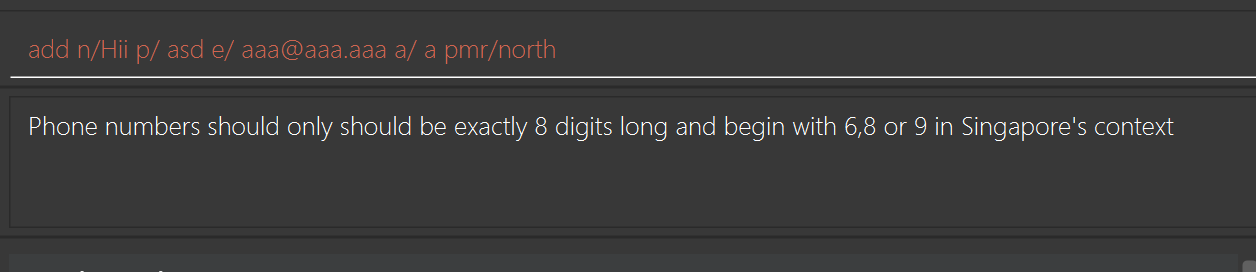 add n/Hii p/ asd e/ aaa@aaa.aaa a/ a pmr/north
Phone numbers should only should be exactly 8 digits long and begin with 6,8 or 9 in Singapore's context